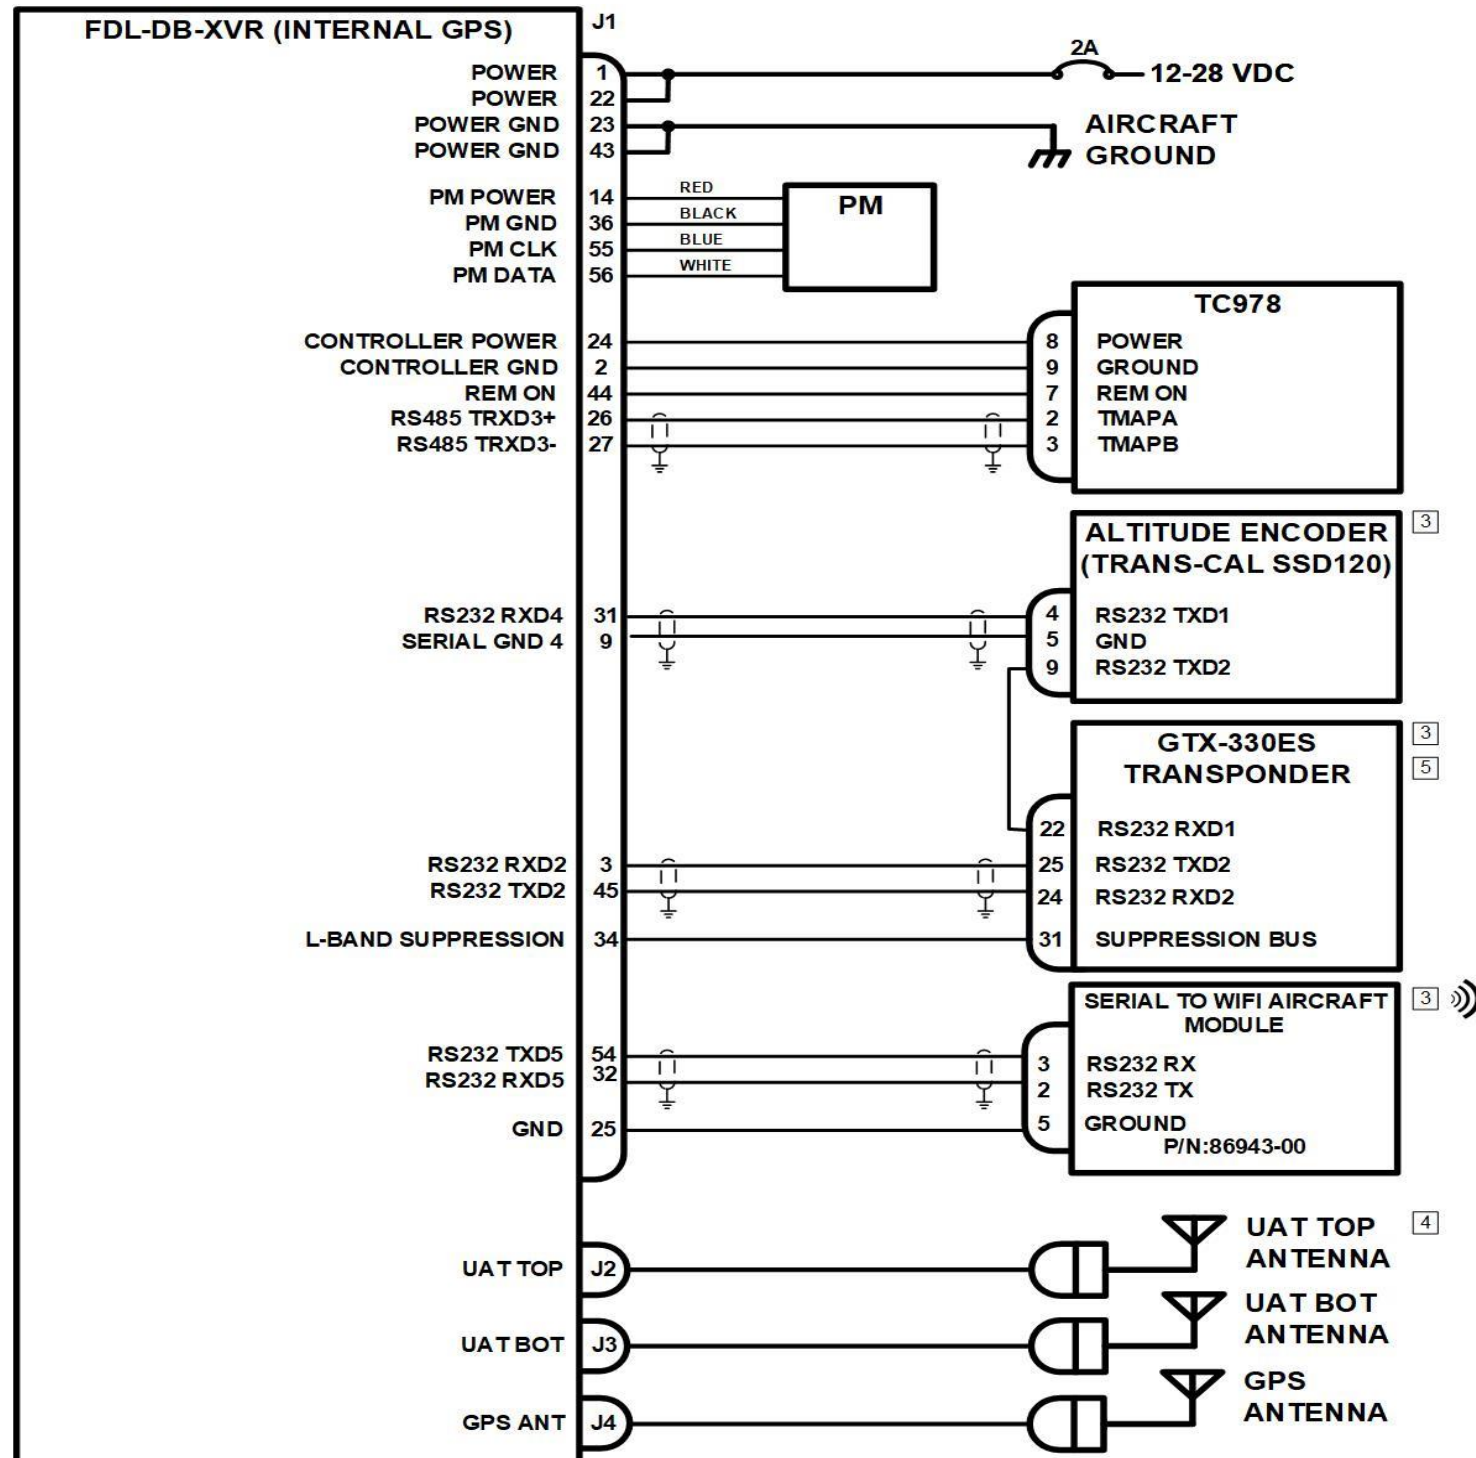 FDL-DB-XVR (INTERNAL GPS)
J1
POWER 1
POWER 22
POWER GND 23
POWER GND 43
2A
12-28 VDC
AIRCRAFT
GROUND
PM POWER 14 RED
PM GND 36 BLACK
PM CLK 55 BLUE
PM DATA 56 WHITE
PM
TC978
CONTROLLER POWER 24 8 POWER
CONTROLLER GND 2 9 GROUND
REM ON 44 7 REM ON
RS485 TRXD3+ 26 2 TMAPA
RS485 TRXD3- 27 3 TMAPB
ALTITUDE ENCODER 3
(TRANS-CAL SSD120)
RS232 RXD4 31 4 RS232 TXD1
SERIAL GND 4 9 5 GND
9 RS232 TXD2
GTX-330ES 3
TRANSPONDER 5
22 RS232 RXD1
RS232 RXD2 3 25 RS232 TXD2
RS232 TXD2 45 24 RS232 RXD2
L-BAND SUPPRESSION 34 31 SUPPRESSION BUS
SERIAL TO WIFI AIRCRAFT 3
MODULE
RS232 TXD5 54 3 RS232 RX
RS232 RXD5 32 2 RS232 TX
GND 25 5 GROUND
P/N:86943-00
UAT TOP J2
UAT TOP 4
ANTENNA
UAT BOT J3
UAT BOT
ANTENNA
GPS ANT J4
GPS
ANTENNA